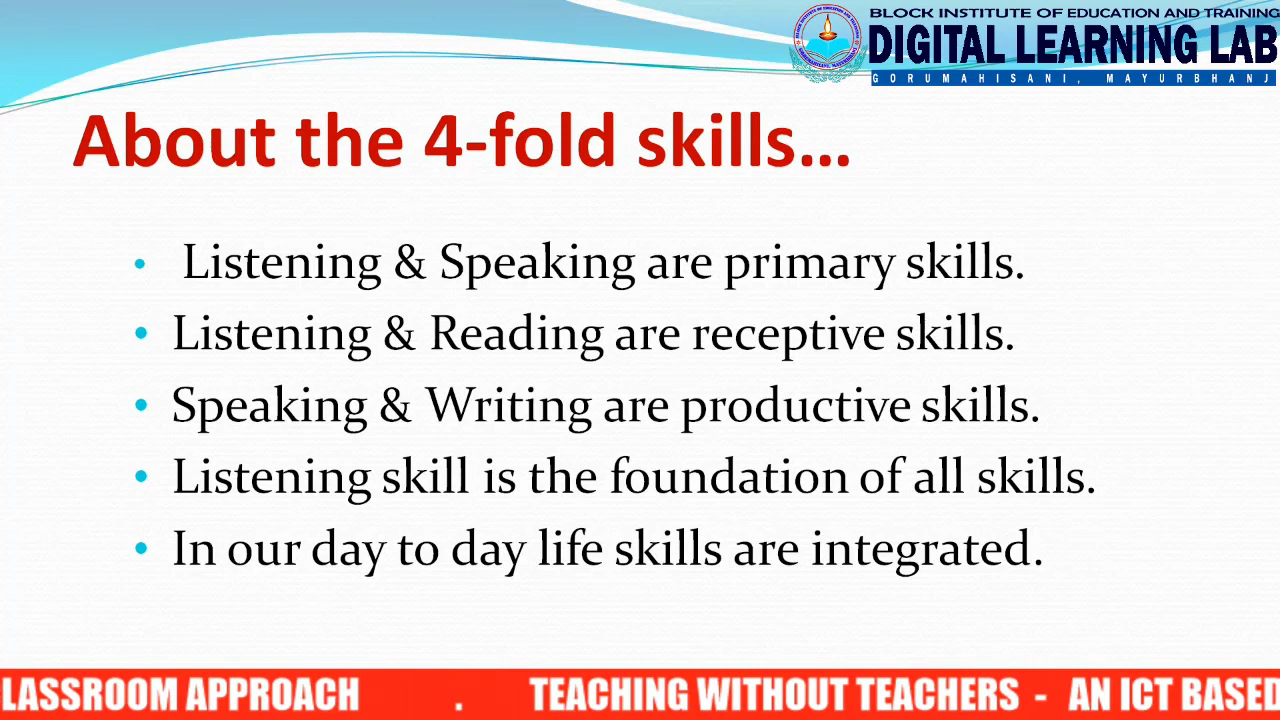 BLOCK INSTITUTE OF EDUCATION AND TRAINING
DIGITAL LEARNING LAB
GORUMAHISANI, MAYURBHANJ
About the 4-fold skills...
• Listening & Speaking are primary skills.
• Listening & Reading are receptive skills.
• Speaking & Writing are productive skills.
• Listening skill is the foundation of all skills.
• In our day to day life skills are integrated.
LASSROOM APPROACH . TEACHING WITHOUT TEACHERS - AN ICT BASED